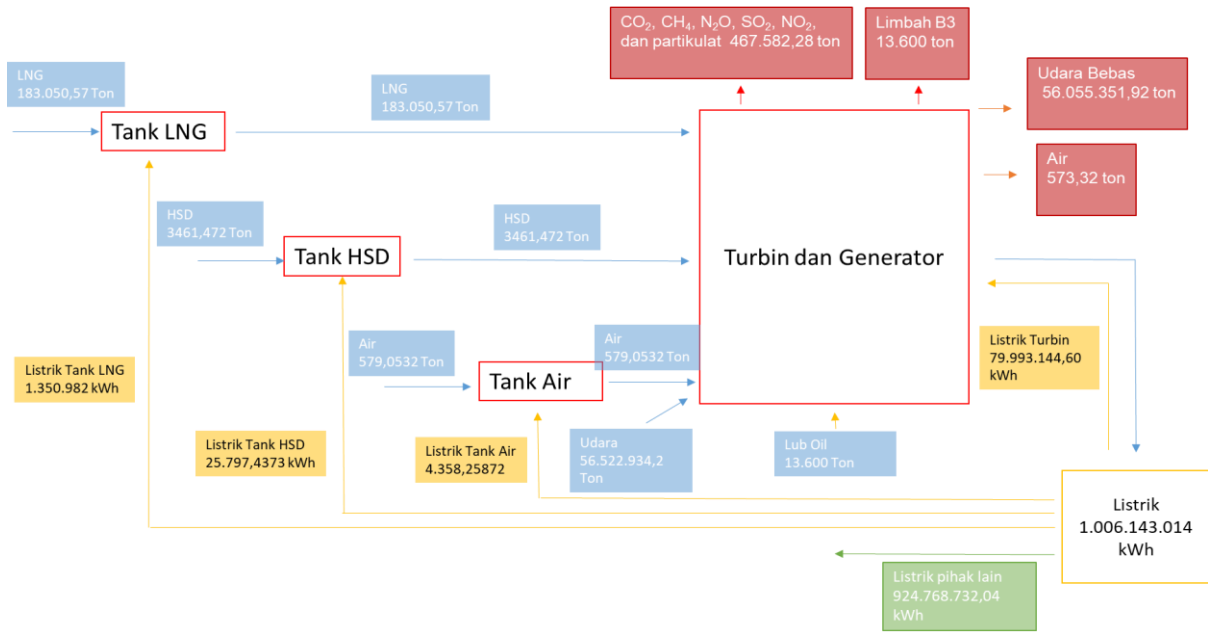 CO₂, CH₄, N₂O, SO₂, NO₂,
dan partikulat 467.582,28 ton
Limbah B3
13.600 ton
LNG
183.050,57 Ton
LNG
183.050,57 Ton
Udara Bebas
56.055.351,92 ton
Tank LNG
Air
573,32 ton
HSD
3461,472 Ton
HSD
3461,472 Ton
Tank HSD
Turbin dan Generator
Air
579,0532 Ton
Air
579,0532 Ton
Listrik Turbin
79.993.144,60
kWh
Listrik Tank LNG
1.350.982 kWh
Tank Air
Listrik Tank HSD
25.797,4373 kWh
Listrik Tank Air
4.358,25872
Udara
56.522.934,2
Ton
Lub Oil
13.600 Ton
Listrik
1.006.143.014
kWh
Listrik pihak lain
924.768.732,04
kWh